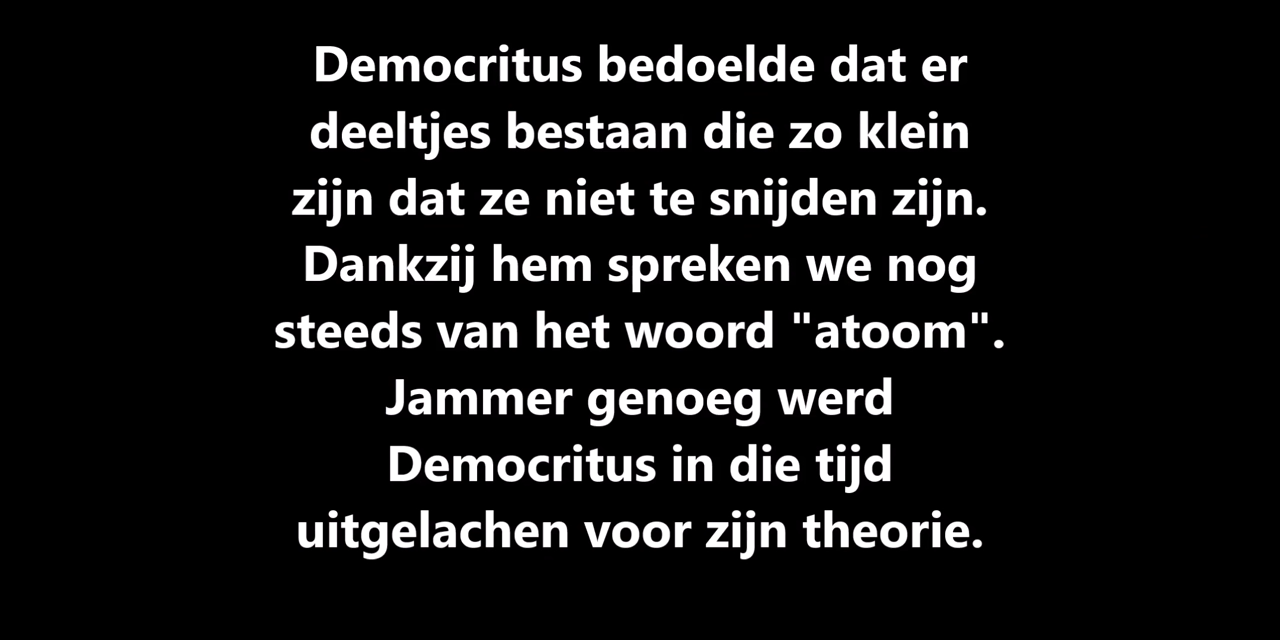 Democritus bedoelde dat er
deeltjes bestaan die zo klein
zijn dat ze niet te snijden zijn.
Dankzij hem spreken we nog
steeds van het woord "atoom".
Jammer genoeg werd
Democritus in die tijd
uitgelachen voor zijn theorie.